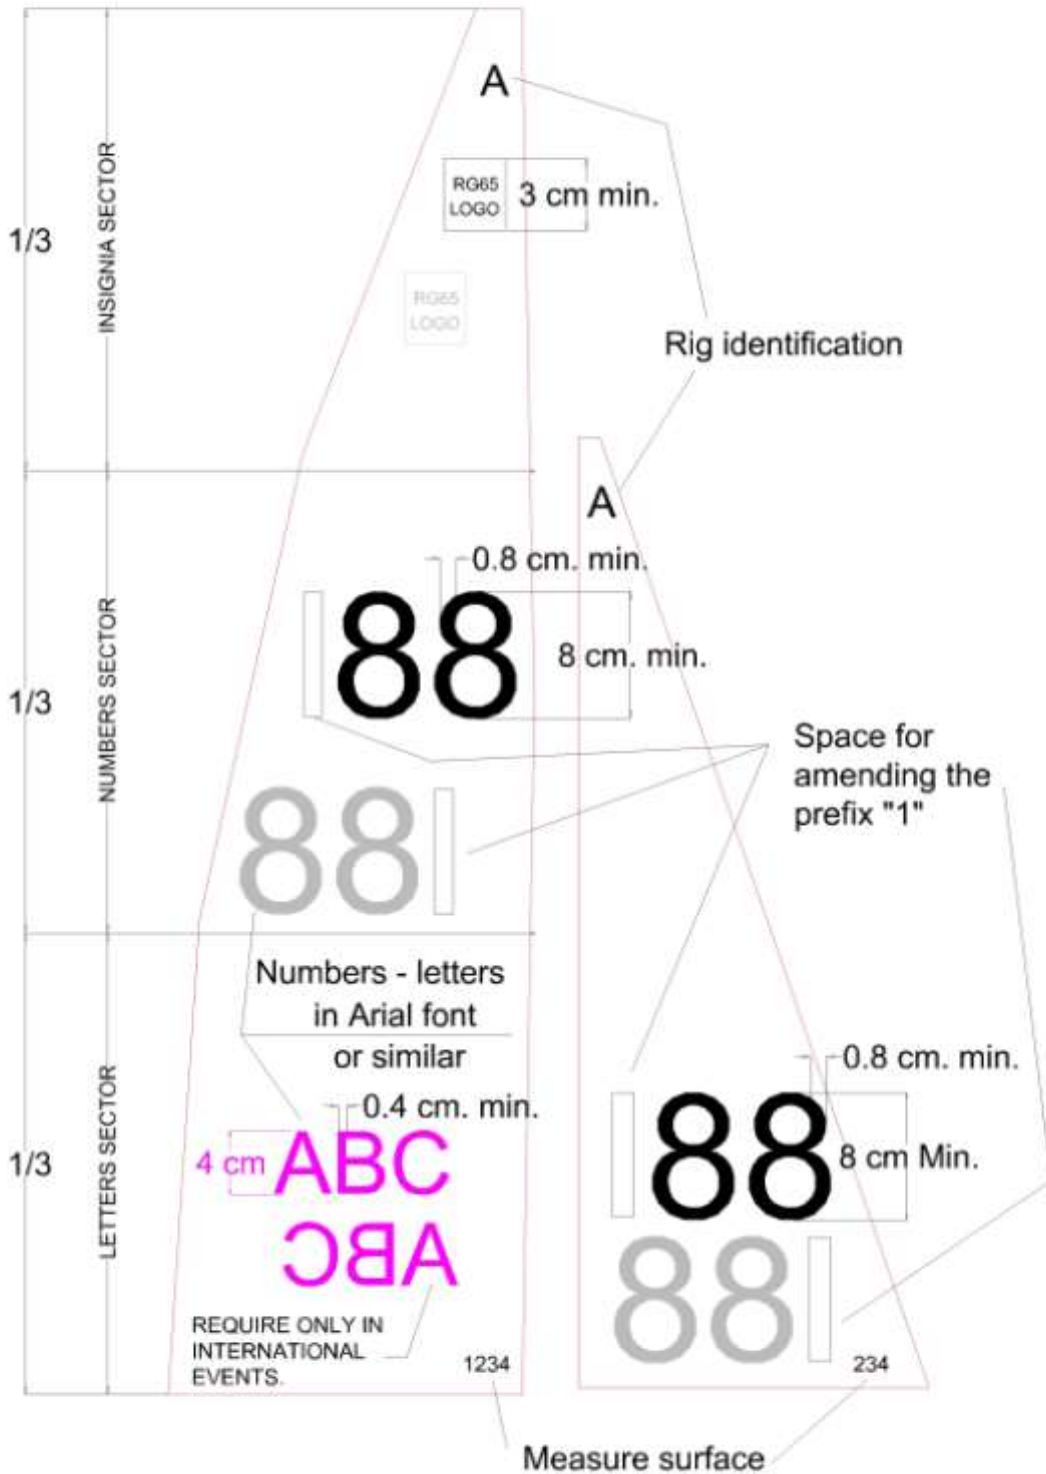 A
RG65
LOGO
3 cm min.
INSIGNIA SECTOR
1/3
RG65
LOGO
Rig identification
A
0.8 cm. min.
88
8 cm. min.
NUMBERS SECTOR
1/3
Space for
amending the
prefix "1"
88
Numbers - letters
in Arial font
or similar
0.8 cm. min.
0.4 cm. min.
LETTERS SECTOR
1/3
4 cm
ABC
88
8 cm Min.
ABC
88
REQUIRE ONLY IN
INTERNATIONAL
EVENTS.
1234
234
Measure surface